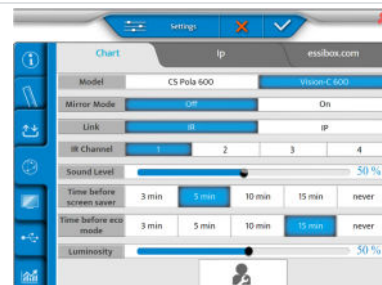 Settings
Chart Ip essibox.com
Model CS Pola 600 Vision-C 600
Mirror Mode Off On
Link IR IP
IR Channel 1 2 3 4
Sound Level 50 %
Time before screen saver 3 min 5 min 10 min 15 min never
Time before eco mode 3 min 5 min 10 min 15 min never
Luminosity 50 %